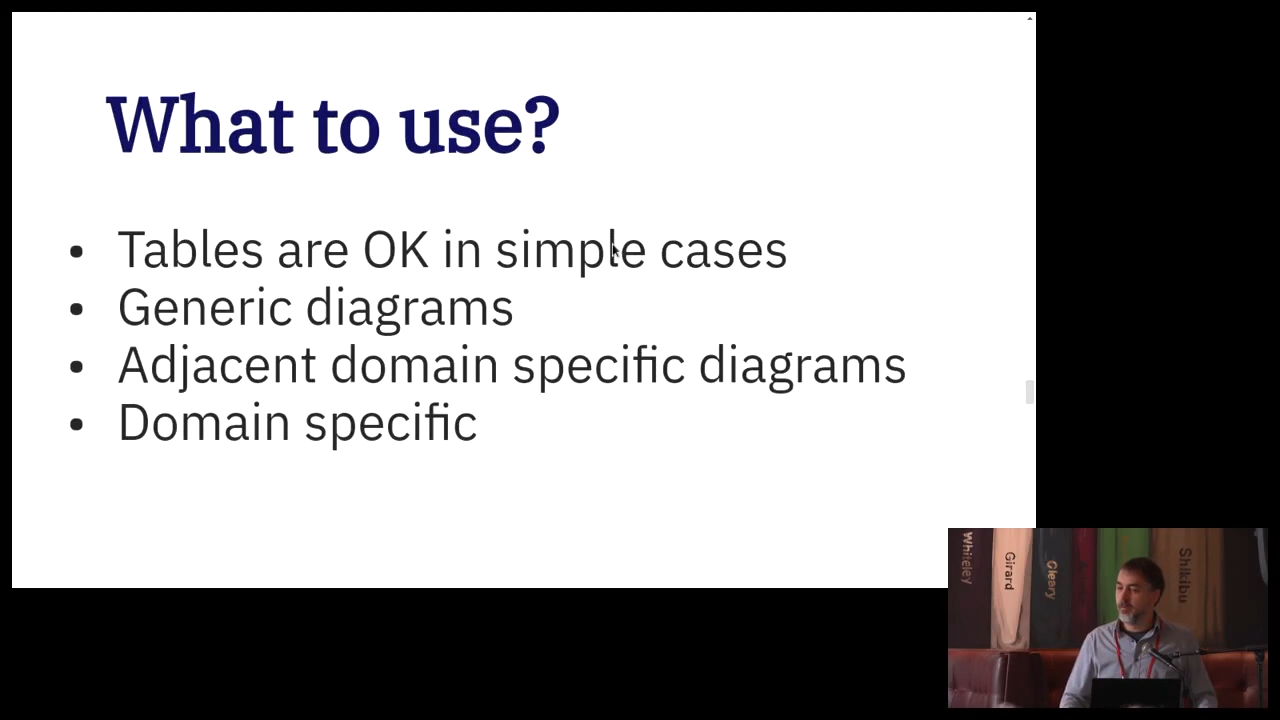 What to use?
• Tables are OK in simple cases
• Generic diagrams
• Adjacent domain specific diagrams
• Domain specific
Whiteley
Girard
Cleary
Shikibu